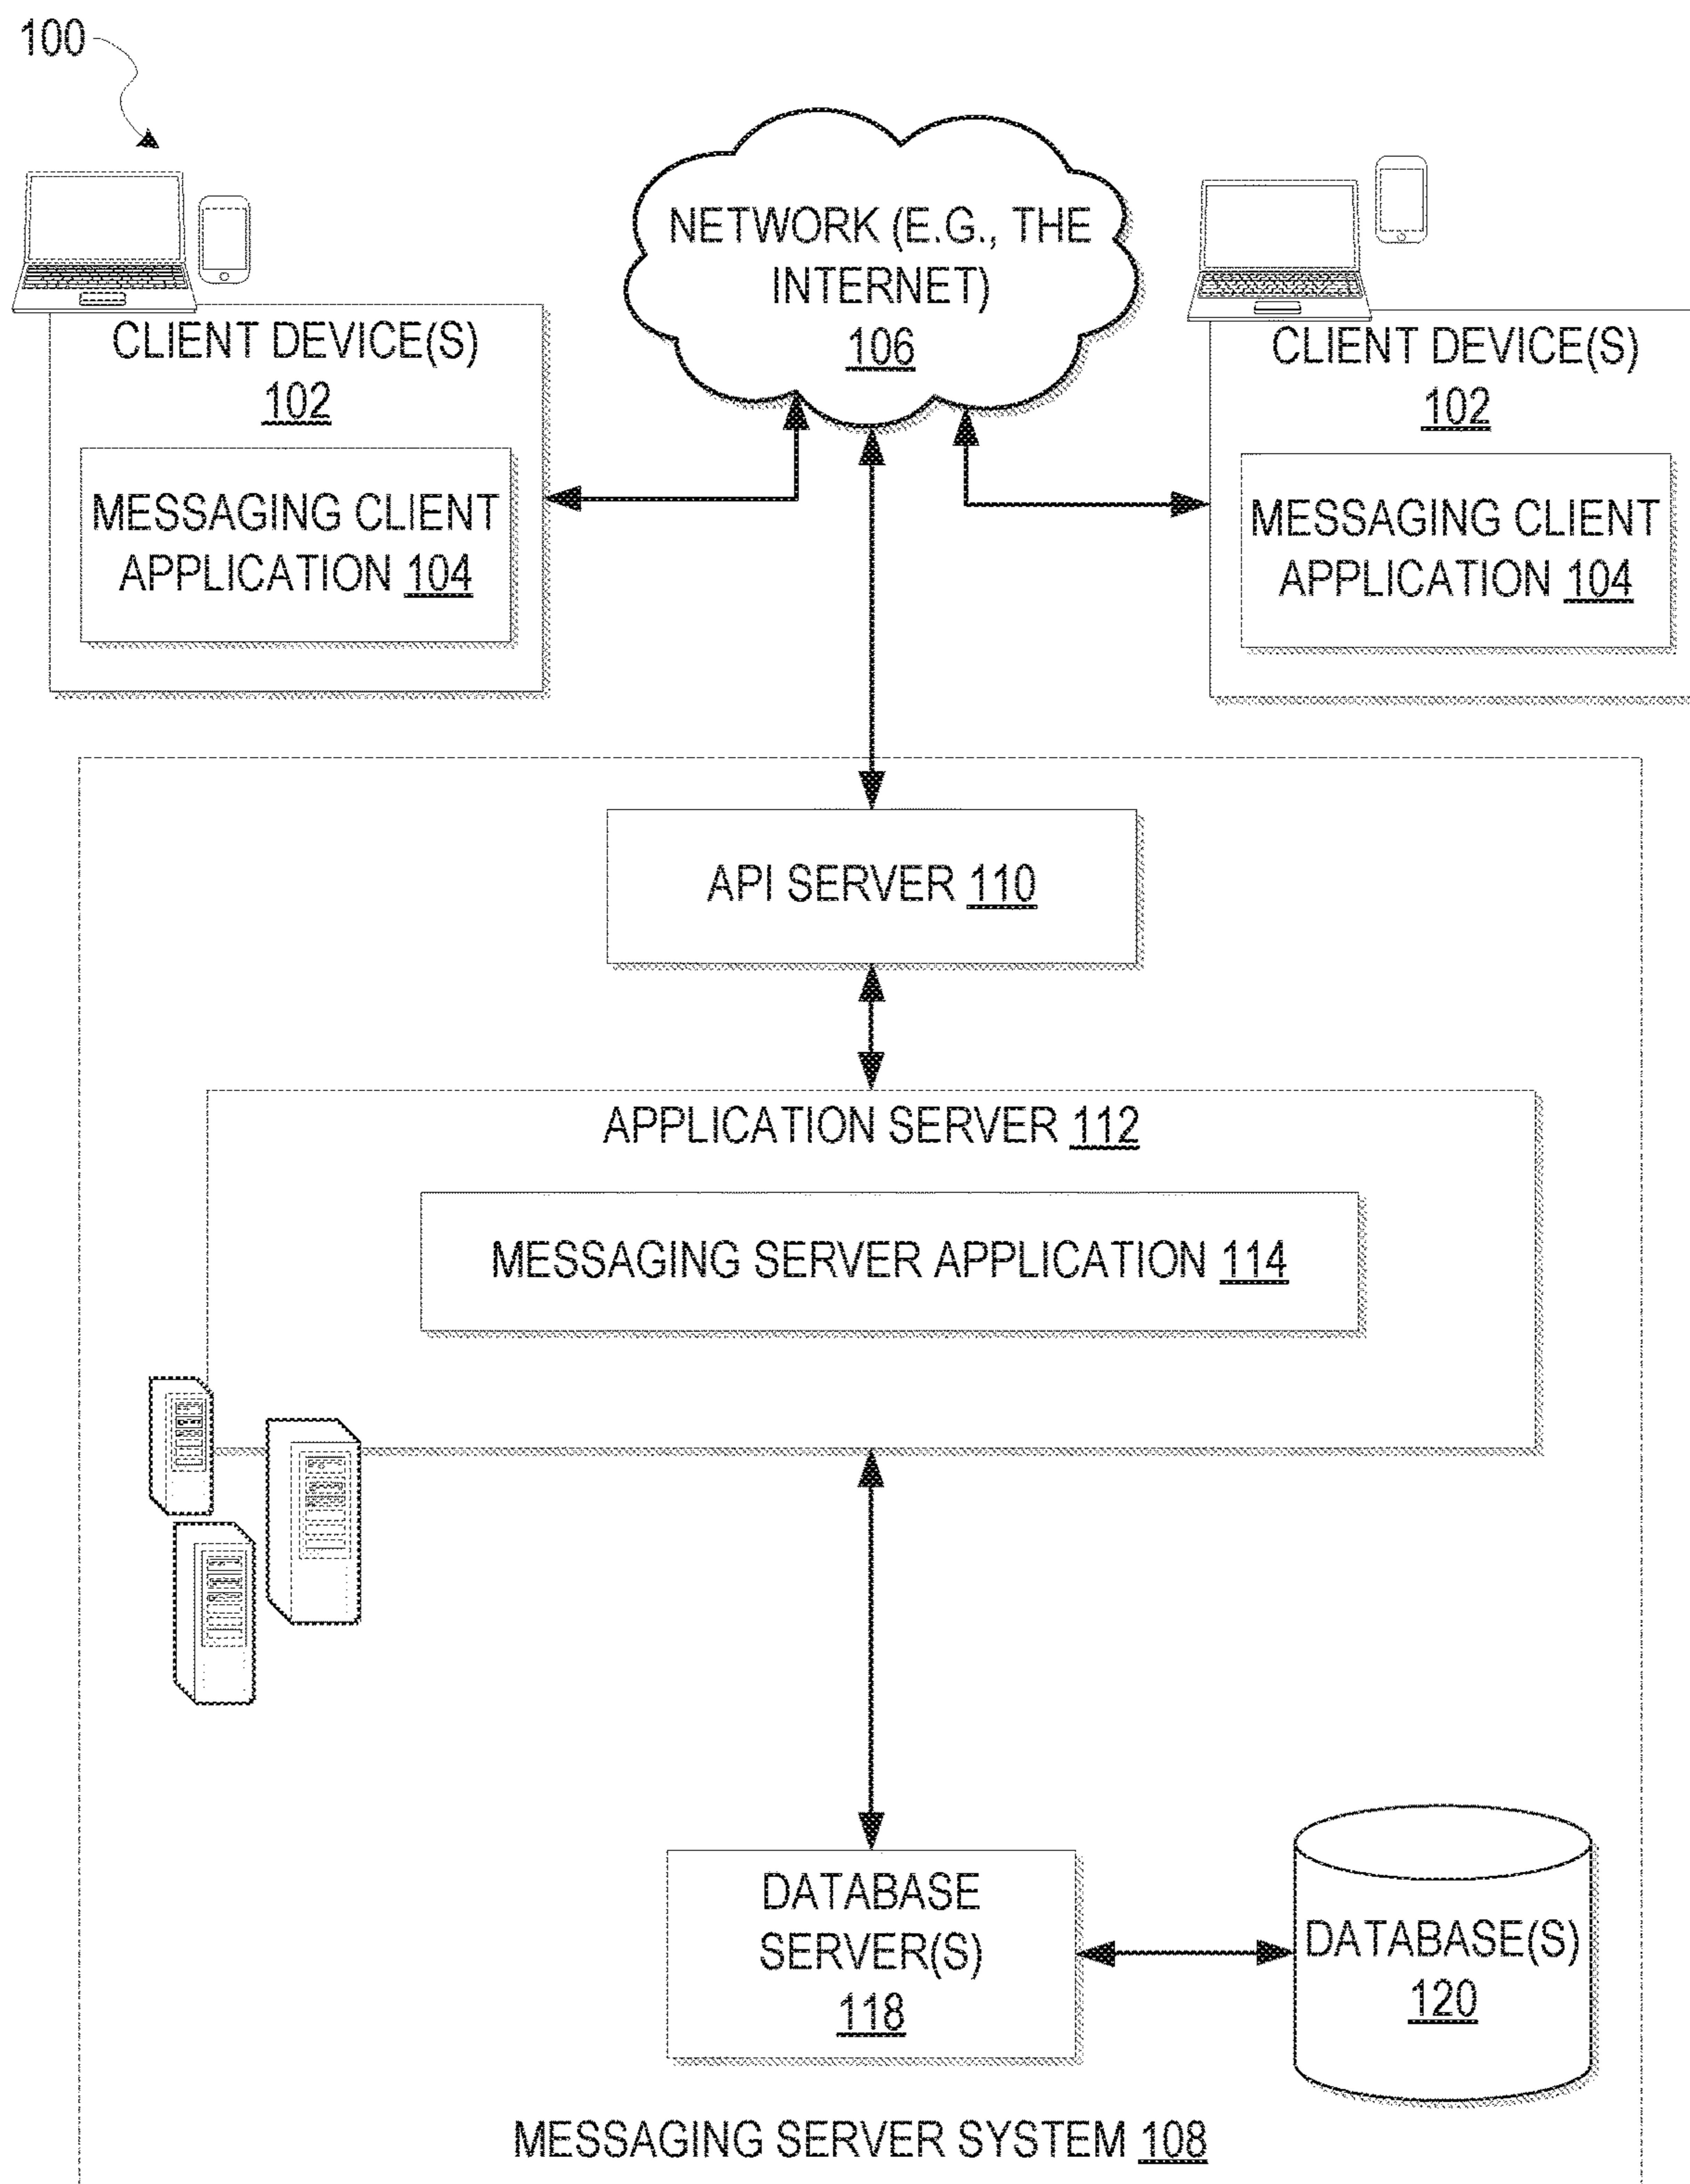 100
NETWORK (E.G., THE
INTERNET)
106
CLIENT DEVICE(S)
102
MESSAGING CLIENT
APPLICATION 104
CLIENT DEVICE(S)
102
MESSAGING CLIENT
APPLICATION 104
API SERVER 110
APPLICATION SERVER 112
MESSAGING SERVER APPLICATION 114
DATABASE
SERVER(S)
118
DATABASE(S)
120
MESSAGING SERVER SYSTEM 108